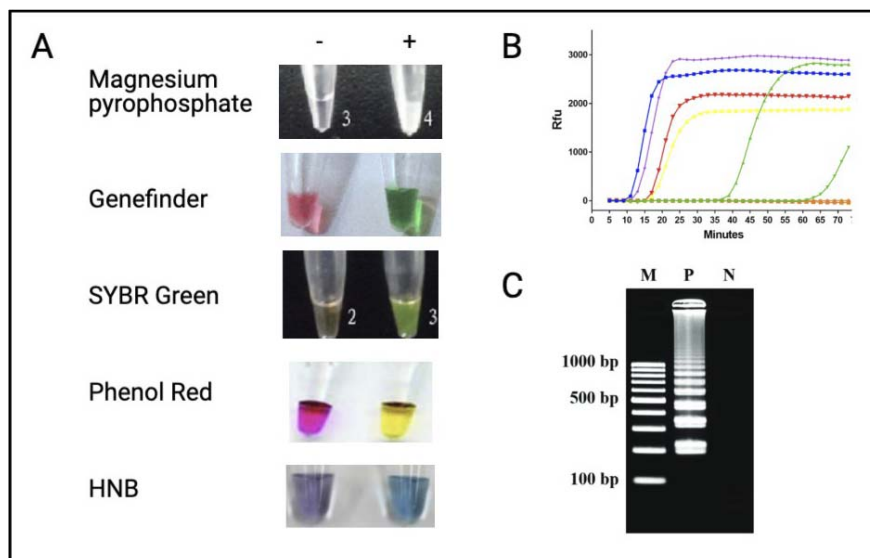 A
- +
Magnesium
pyrophosphate
3 4
Genefinder
SYBR Green
2 3
Phenol Red
HNB
B
3000
2000
1000
0
Rfu
0 5 10 15 20 25 30 35 40 45 50 55 60 65 70
Minutes
C
M P N
1000 bp
500 bp
100 bp